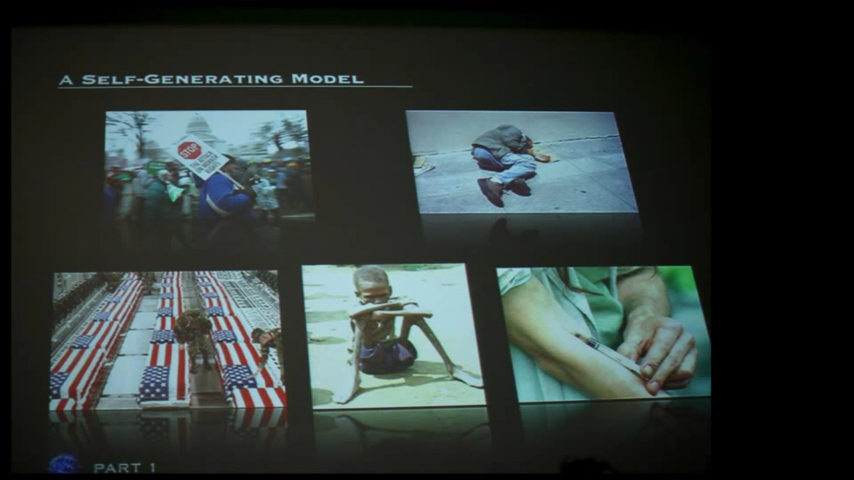 A SELF-GENERATING MODEL
STOP
PART 1